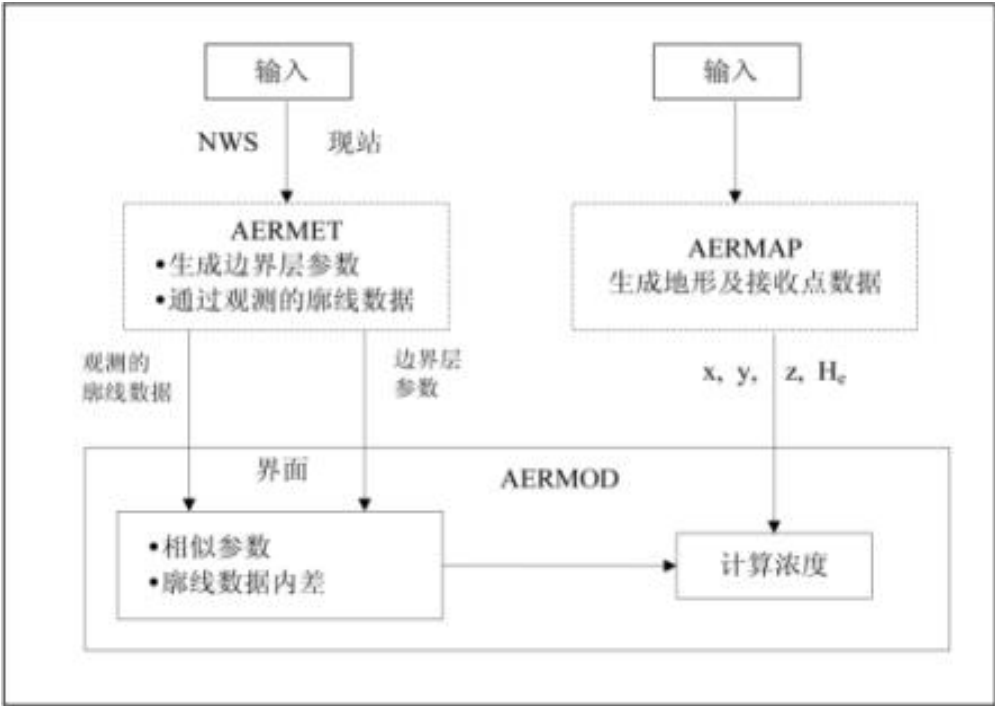 输入
输入
NWS 现站
AERMET
•生成边界层参数
•通过观测的廓线数据
AERMAP
生成地形及接收点数据
观测的
廓线数据
边界层
参数
x, y, z, He
界面
AERMOD
•相似参数
•廓线数据内差
计算浓度